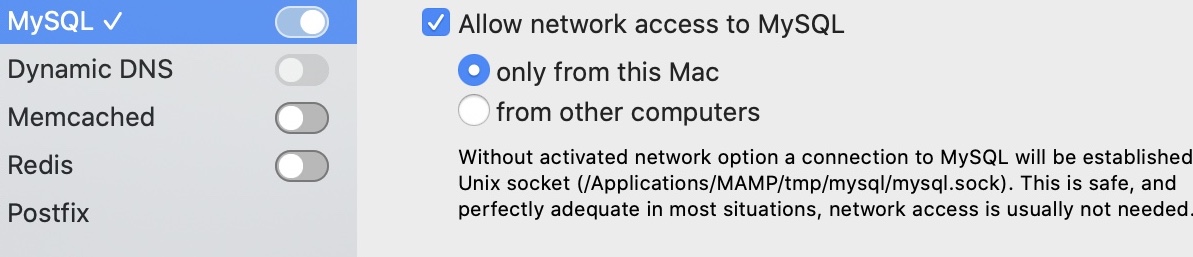 MySQL ✓
Dynamic DNS
Memcached
Redis
Postfix
Allow network access to MySQL
only from this Mac
from other computers
Without activated network option a connection to MySQL will be established
Unix socket (/Applications/MAMP/tmp/mysql/mysql.sock). This is safe, and
perfectly adequate in most situations, network access is usually not needed.